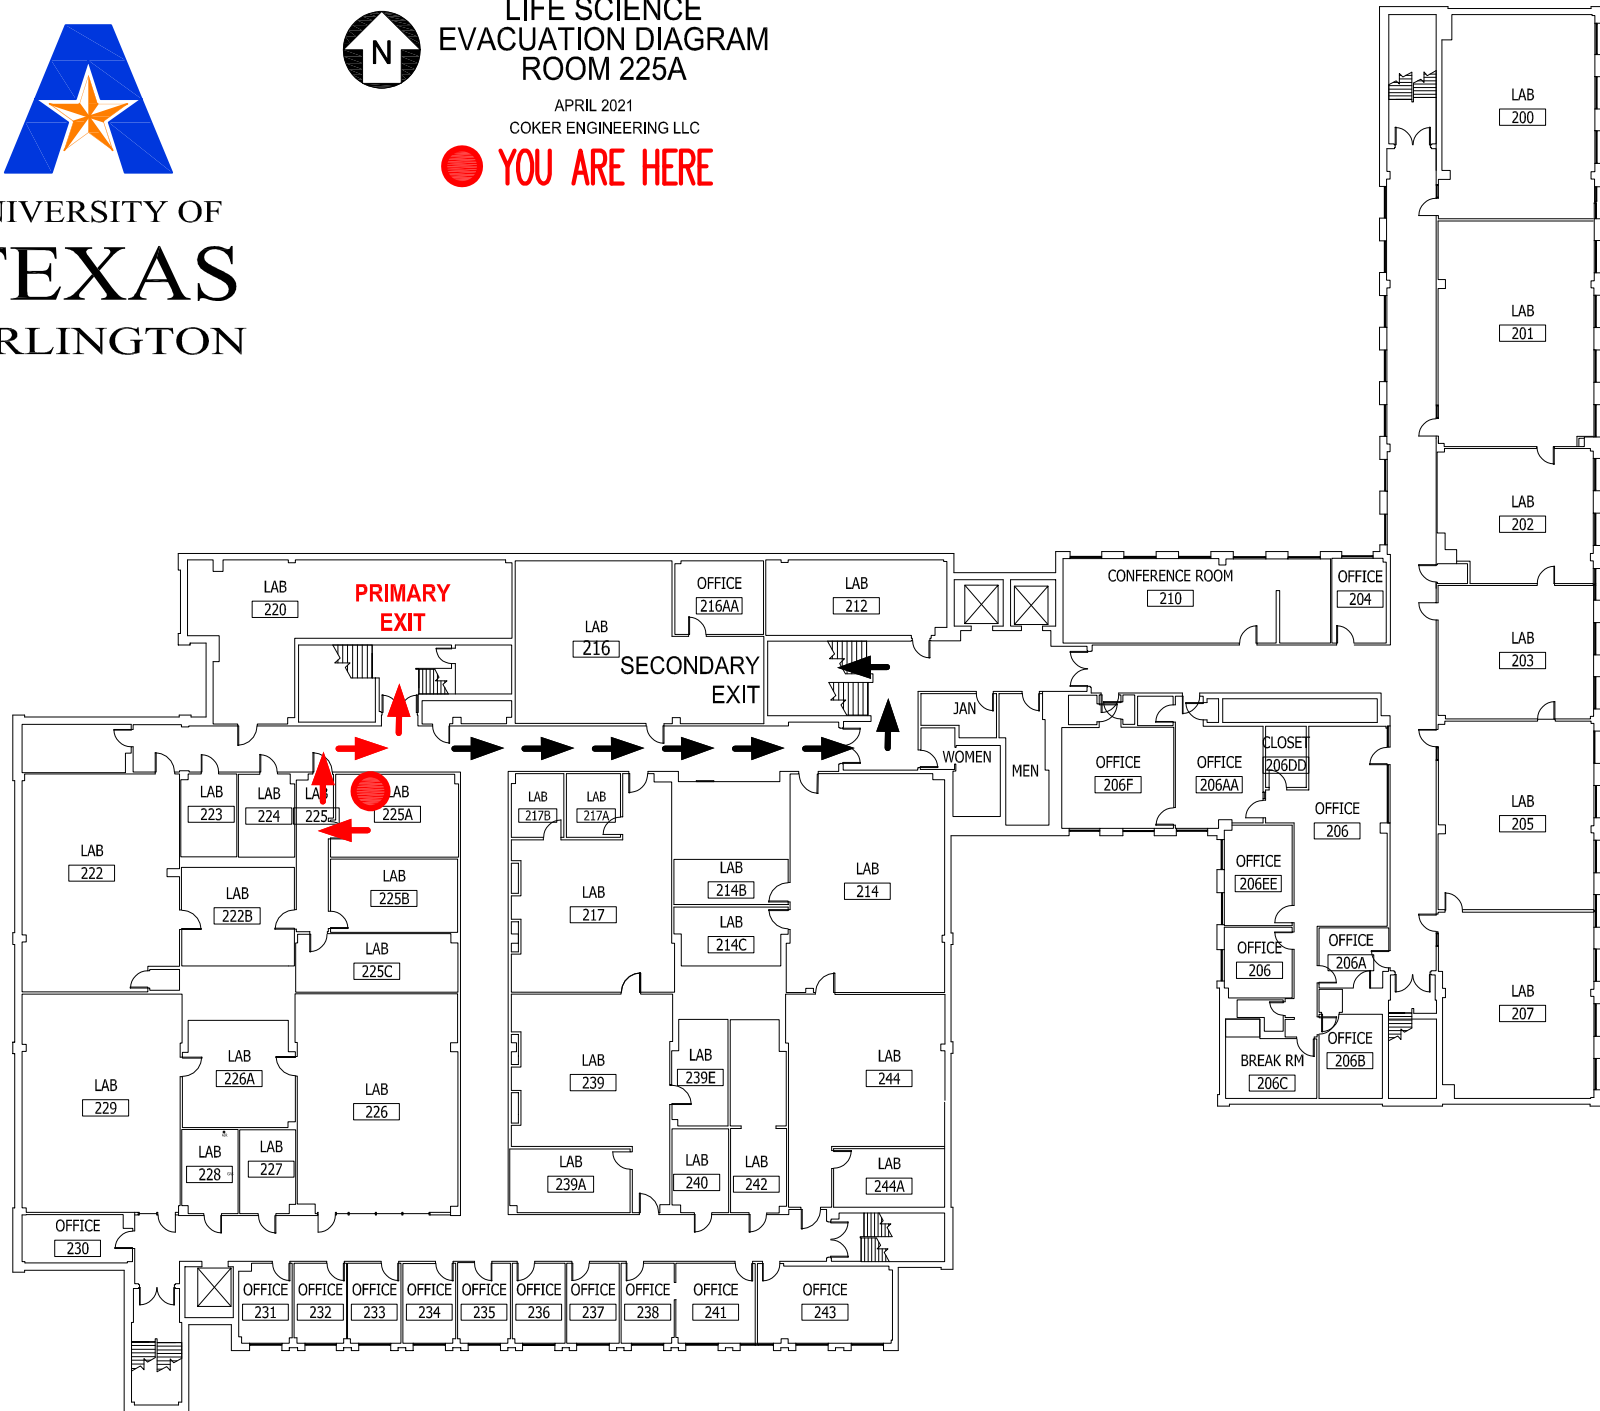 LIFE SCIENCE
EVACUATION DIAGRAM
ROOM 225A
N
APRIL 2021
COKER ENGINEERING LLC
YOU ARE HERE
NIVERSITY OF
TEXAS
RLINGTON
LAB
200
LAB
201
LAB
202
LAB
203
LAB
205
LAB
207
CONFERENCE ROOM
210
OFFICE
204
LAB
220
PRIMARY
EXIT
LAB
216
OFFICE
216AA
LAB
212
SECONDARY
EXIT
JAN
WOMEN
MEN
OFFICE
206F
OFFICE
206AA
CLOSET
206DD
OFFICE
206
OFFICE
206EE
OFFICE
206
OFFICE
206A
OFFICE
206B
BREAK RM
206C
LAB
222
LAB
223
LAB
224
LAB
225
LAB
225A
LAB
225B
LAB
222B
LAB
225C
LAB
217B
LAB
217A
LAB
217
LAB
214B
LAB
214C
LAB
214
LAB
229
LAB
226A
LAB
226
LAB
228
LAB
227
LAB
239
LAB
239E
LAB
244
LAB
239A
LAB
240
LAB
242
LAB
244A
OFFICE
230
OFFICE
231
OFFICE
232
OFFICE
233
OFFICE
234
OFFICE
235
OFFICE
236
OFFICE
237
OFFICE
238
OFFICE
241
OFFICE
243